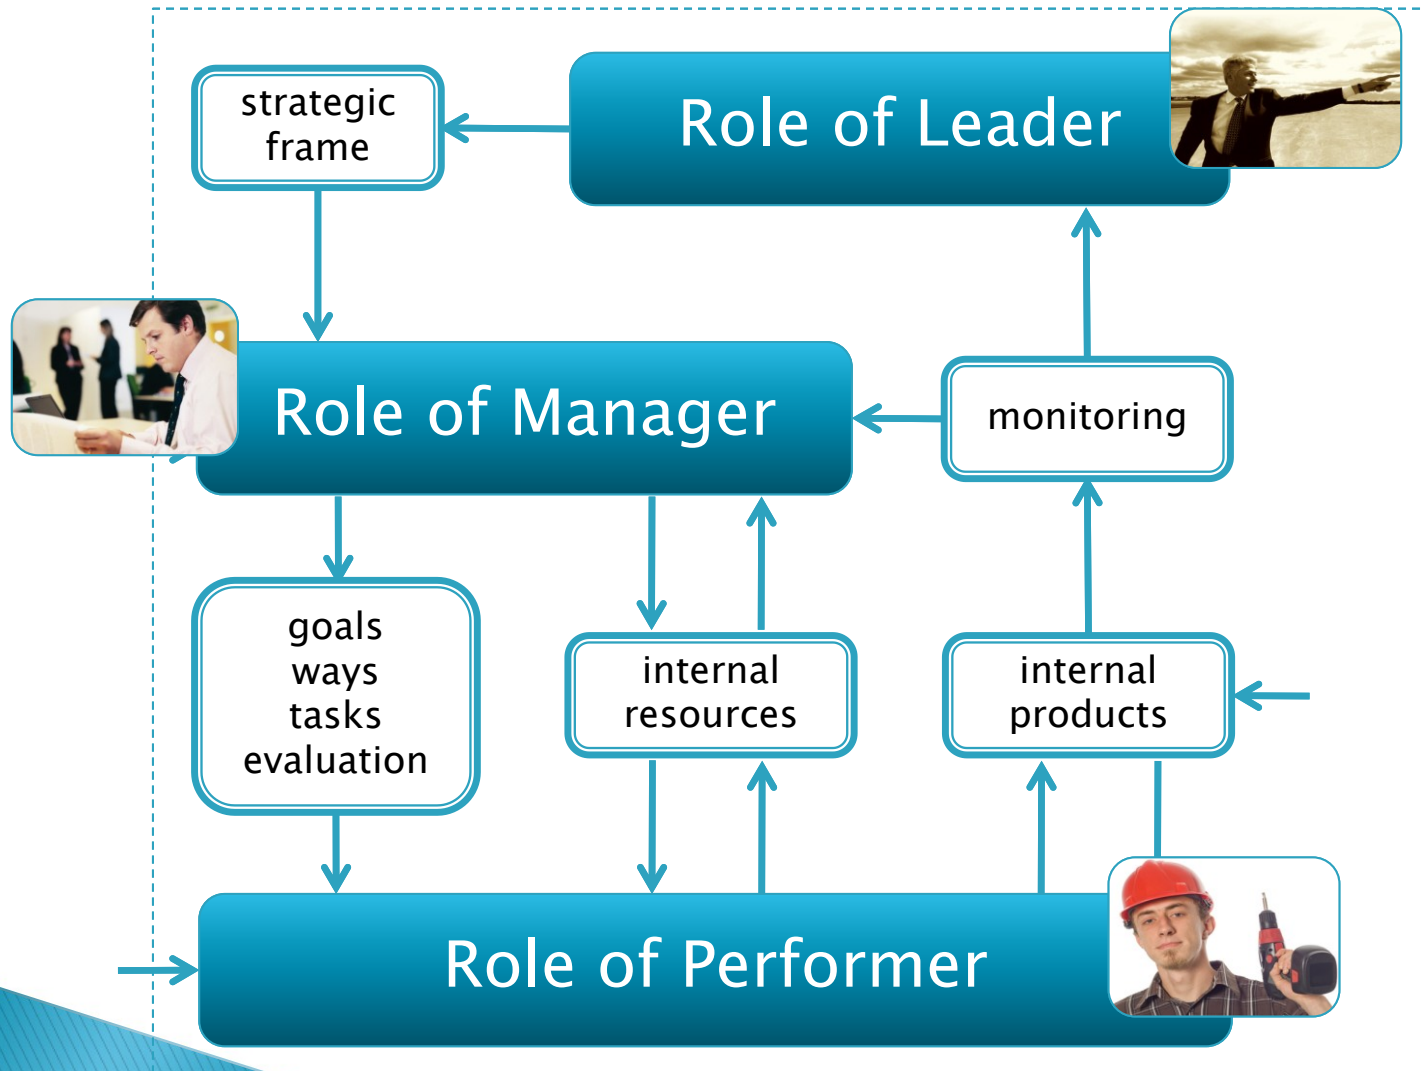 strategic
frame
Role of Leader
Role of Manager
monitoring
goals
ways
tasks
evaluation
internal
resources
internal
products
Role of Performer